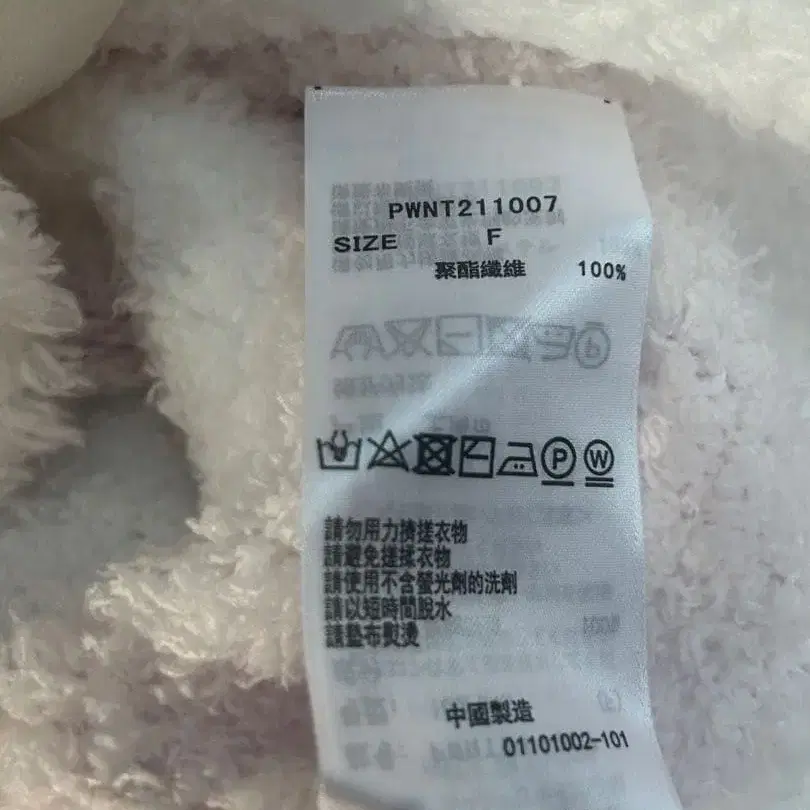 PWNT211007
SIZE F
聚酯纖維 100%
P W
請勿用力擰搓衣物
請避免搓揉衣物
請使用不含螢光劑的洗劑
請以短時間脫水
請墊布熨燙
中國製造
01101002-101